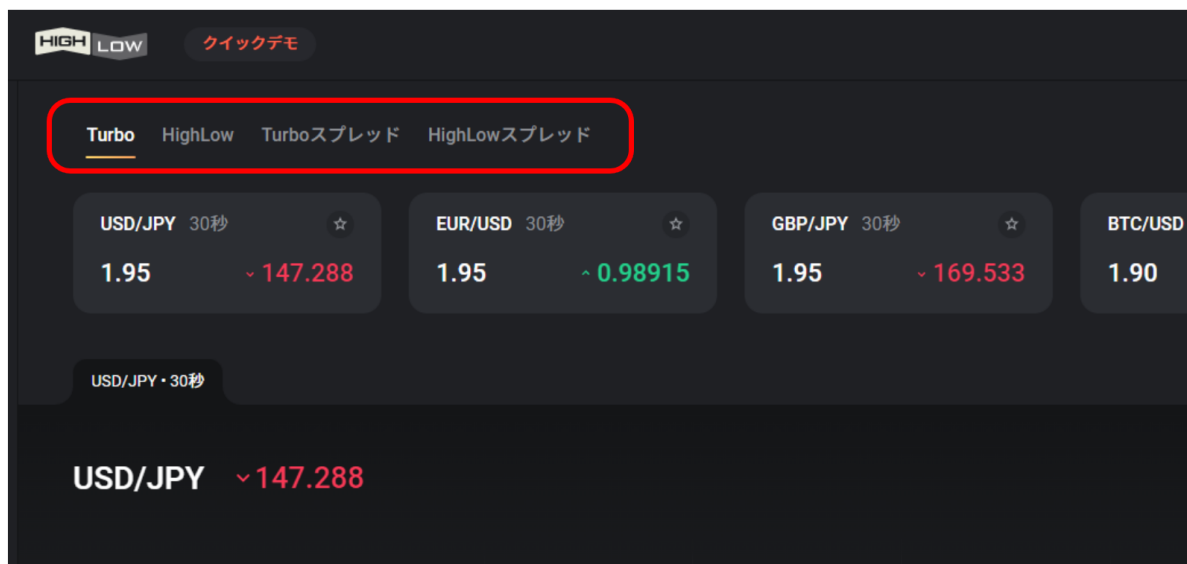 HIGH LOW クイックデモ
Turbo HighLow Turboスプレッド HighLowスプレッド
USD/JPY 30秒 EUR/USD 30秒 GBP/JPY 30秒 BTC/USD
1.95 147.288 1.95 0.98915 1.95 169.533 1.90
USD/JPY・30秒
USD/JPY 147.288